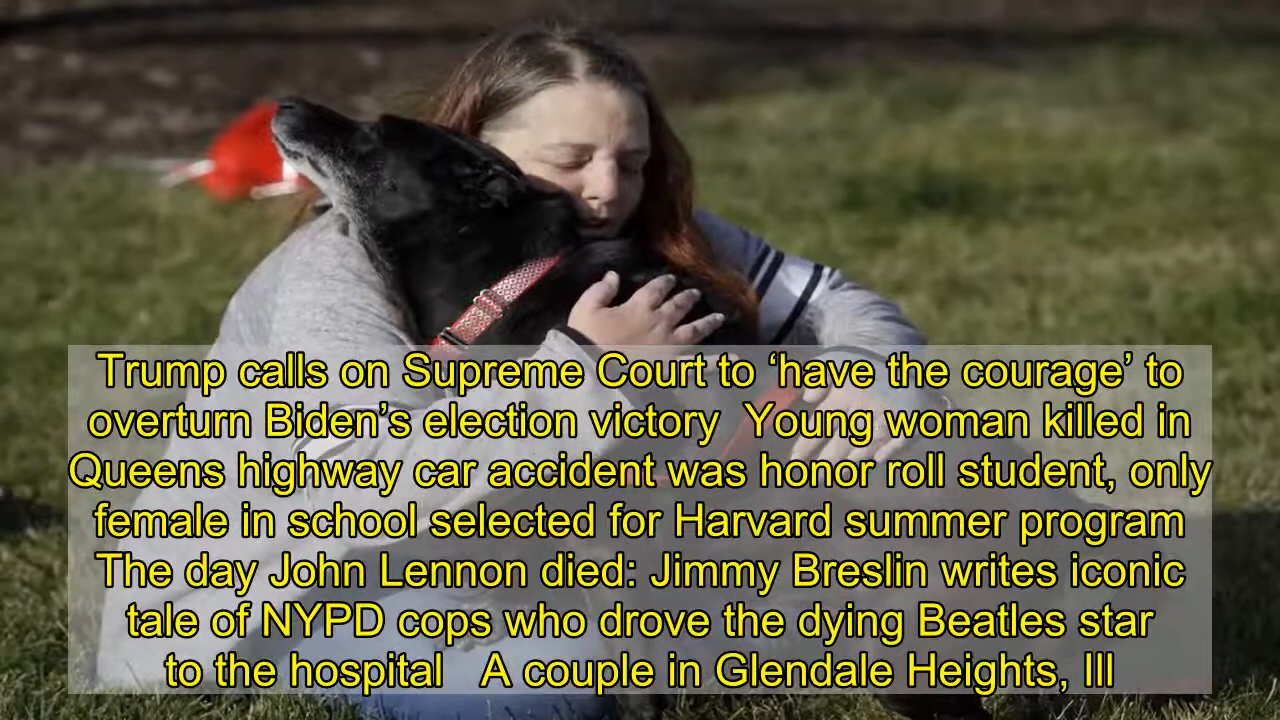 Trump calls on Supreme Court to ‘have the courage’ to
overturn Biden’s election victory  Young woman killed in
Queens highway car accident was honor roll student, only
female in school selected for Harvard summer program
The day John Lennon died: Jimmy Breslin writes iconic
tale of NYPD cops who drove the dying Beatles star
to the hospital   A couple in Glendale Heights, Ill